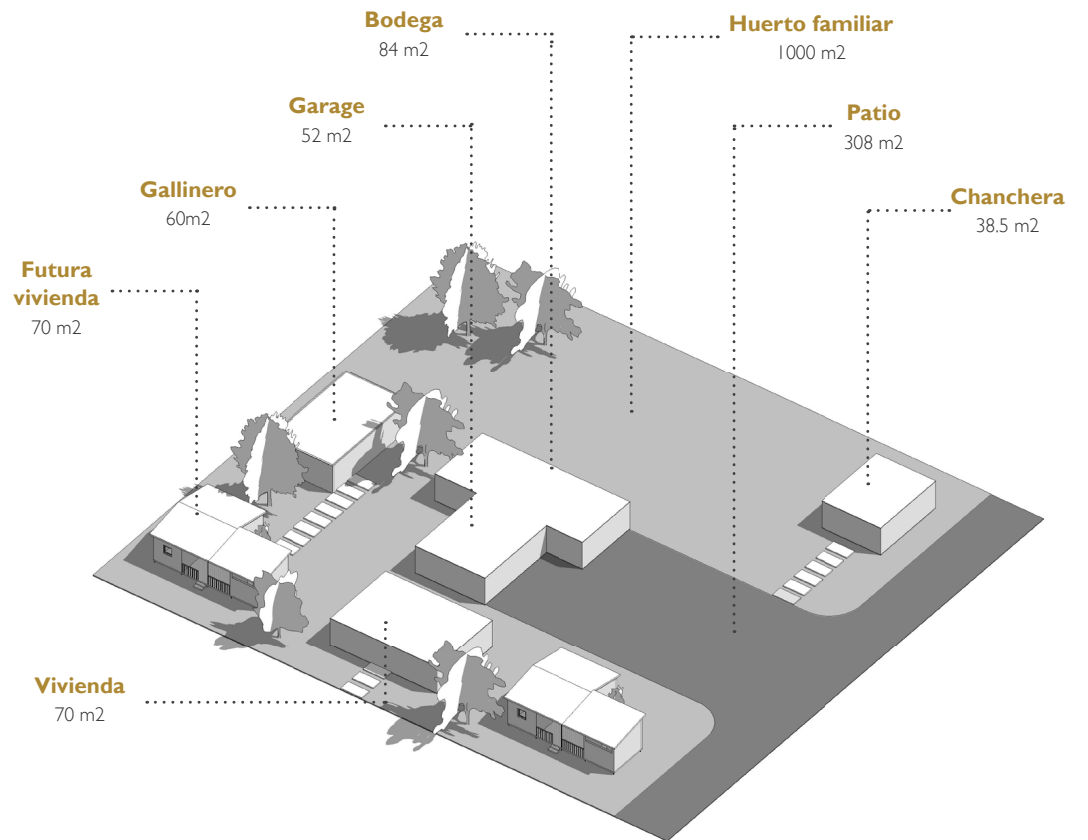 Bodega
84 m2
Huerto familiar
1000 m2
Garage
52 m2
Patio
308 m2
Gallinero
60m2
Chanchera
38.5 m2
Futura
vivienda
70 m2
Vivienda
70 m2